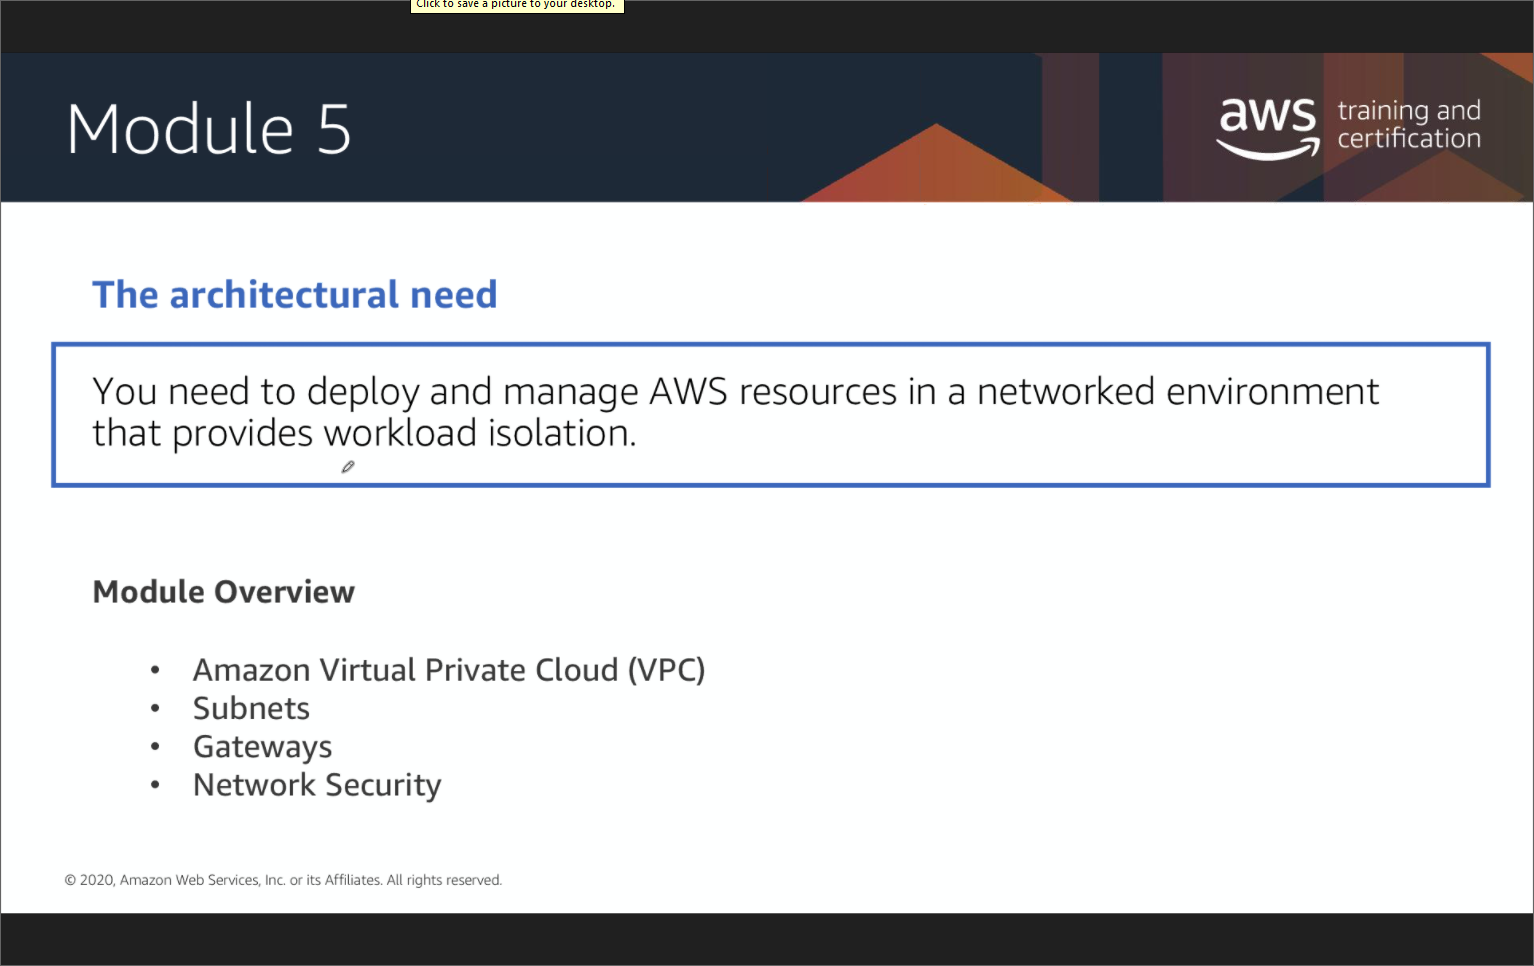 Click to save a picture to your desktop.
Module 5
aws training and
certification
The architectural need
You need to deploy and manage AWS resources in a networked environment
that provides workload isolation.
Module Overview
• Amazon Virtual Private Cloud (VPC)
• Subnets
• Gateways
• Network Security
© 2020, Amazon Web Services, Inc. or its Affiliates. All rights reserved.